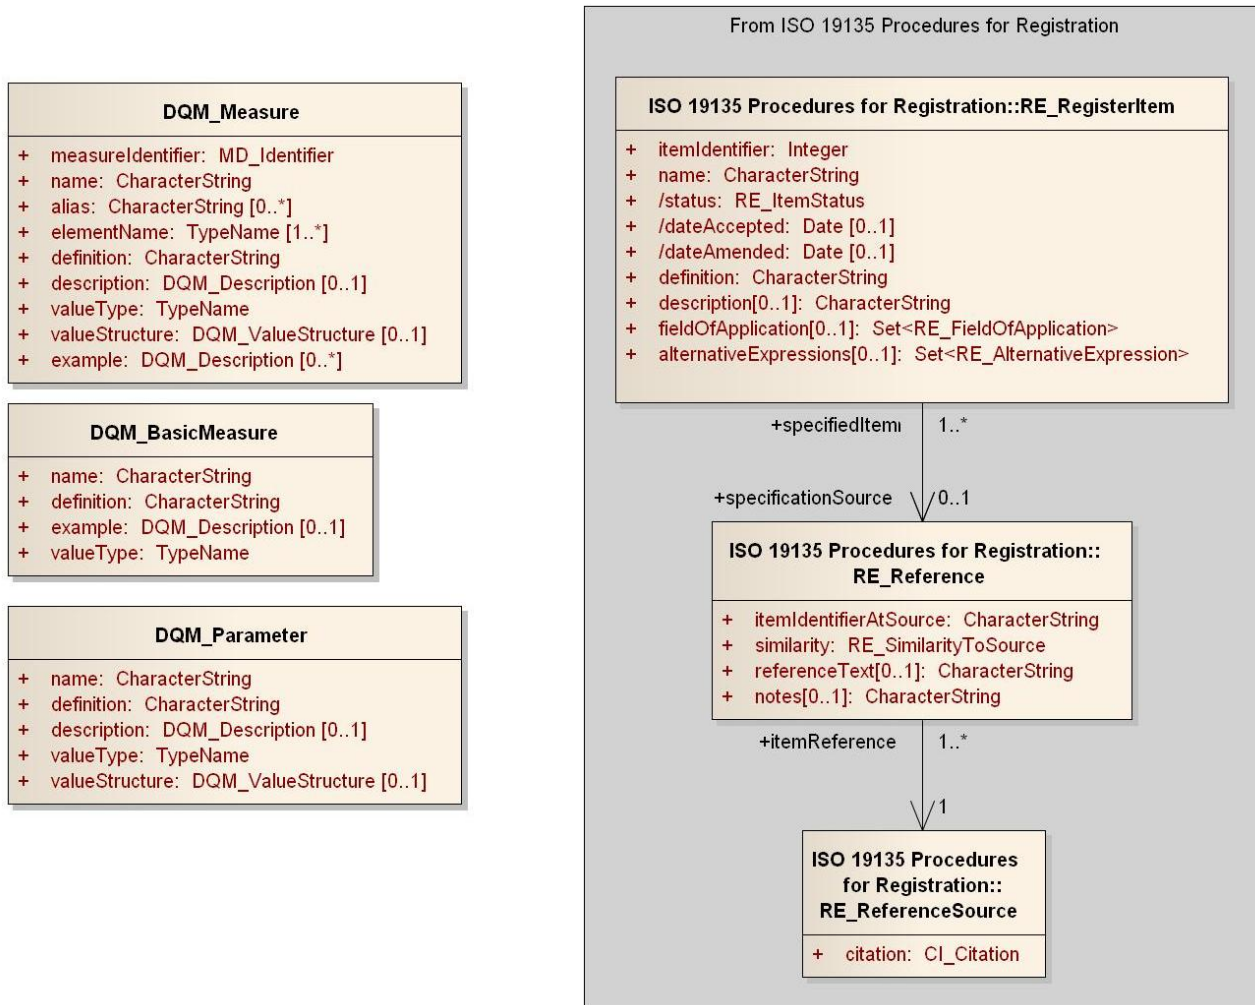 DQM_Measure
+ measureIdentifier: MD_Identifier
+ name: CharacterString
+ alias: CharacterString [0..*]
+ elementName: TypeName [1..*]
+ definition: CharacterString
+ description: DQM_Description [0..1]
+ valueType: TypeName
+ valueStructure: DQM_ValueStructure [0..1]
+ example: DQM_Description [0..*]
DQM_BasicMeasure
+ name: CharacterString
+ definition: CharacterString
+ example: DQM_Description [0..1]
+ valueType: TypeName
DQM_Parameter
+ name: CharacterString
+ definition: CharacterString
+ description: DQM_Description [0..1]
+ valueType: TypeName
+ valueStructure: DQM_ValueStructure [0..1]
From ISO 19135 Procedures for Registration
ISO 19135 Procedures for Registration::RE_RegisterItem
+ itemIdentifier: Integer
+ name: CharacterString
+ /status: RE_ItemStatus
+ /dateAccepted: Date [0..1]
+ /dateAmended: Date [0..1]
+ definition: CharacterString
+ description[0..1]: CharacterString
+ fieldOfApplication[0..1]: Set<RE_FieldOfApplication>
+ alternativeExpressions[0..1]: Set<RE_AlternativeExpression>
+specifiedItem 1..*
+specificationSource 0..1
ISO 19135 Procedures for Registration::
RE_Reference
+ itemIdentifierAtSource: CharacterString
+ similarity: RE_SimilarityToSource
+ referenceText[0..1]: CharacterString
+ notes[0..1]: CharacterString
+itemReference 1..*
1
ISO 19135 Procedures
for Registration::
RE_ReferenceSource
+ citation: CI_Citation